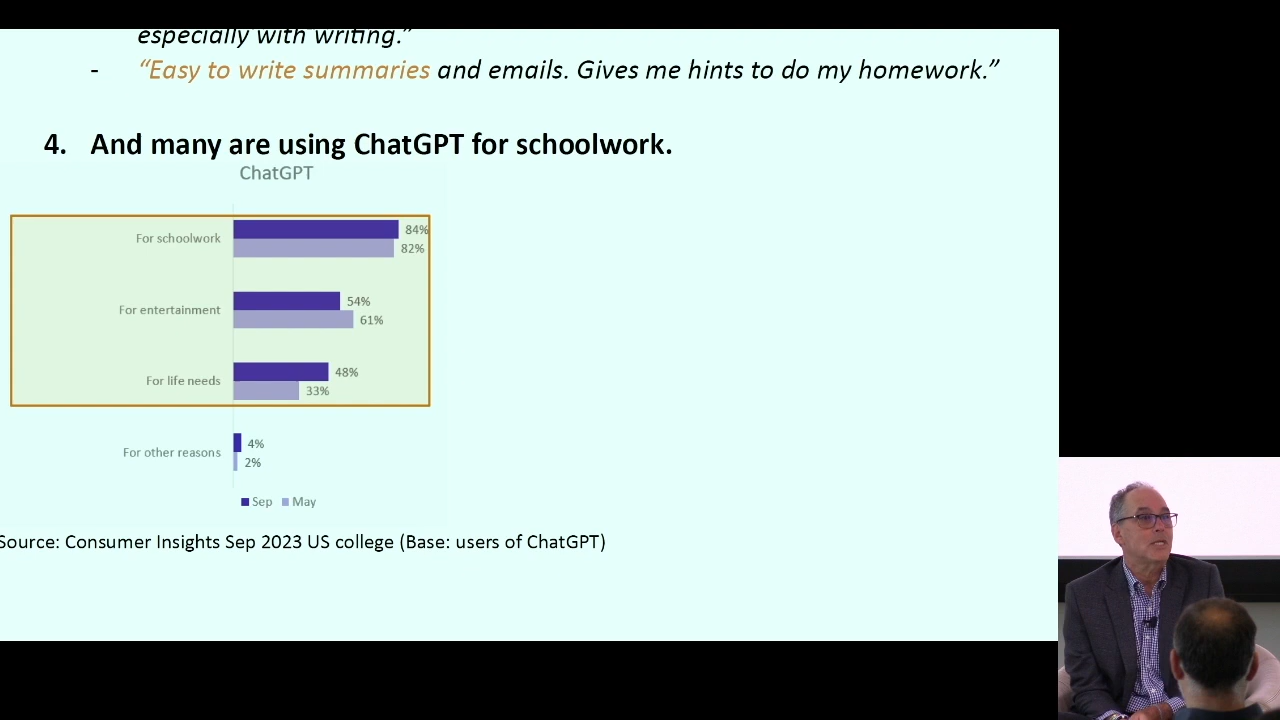 especially with writing.”
- “Easy to write summaries and emails. Gives me hints to do my homework.”
4. And many are using ChatGPT for schoolwork.
ChatGPT
For schoolwork
84%
82%
For entertainment
54%
61%
For life needs
48%
33%
For other reasons
4%
2%
Sep May
Source: Consumer Insights Sep 2023 US college (Base: users of ChatGPT)